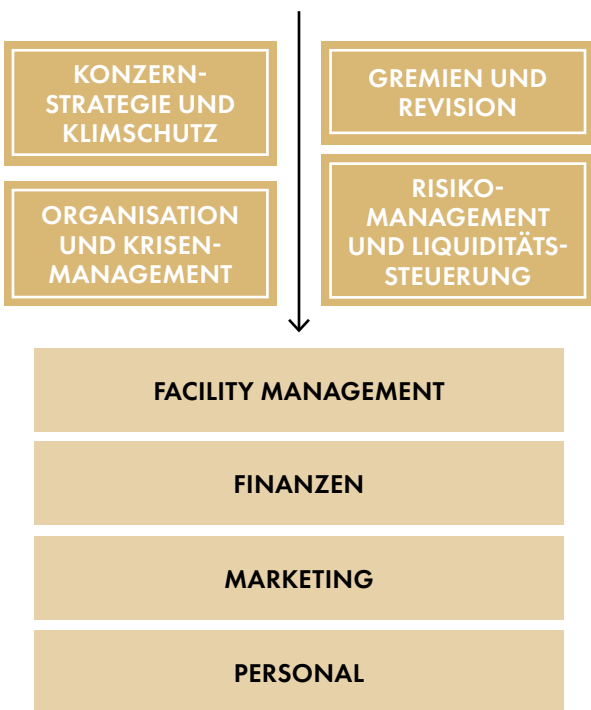 KONZERN-
STRATEGIE UND
KLIMSCHUTZ
GREMIEN UND
REVISION
ORGANISATION
UND KRISEN-
MANAGEMENT
RISIKO-
MANAGEMENT
UND LIQUIDITÄTS-
STEUERUNG
FACILITY MANAGEMENT
FINANZEN
MARKETING
PERSONAL